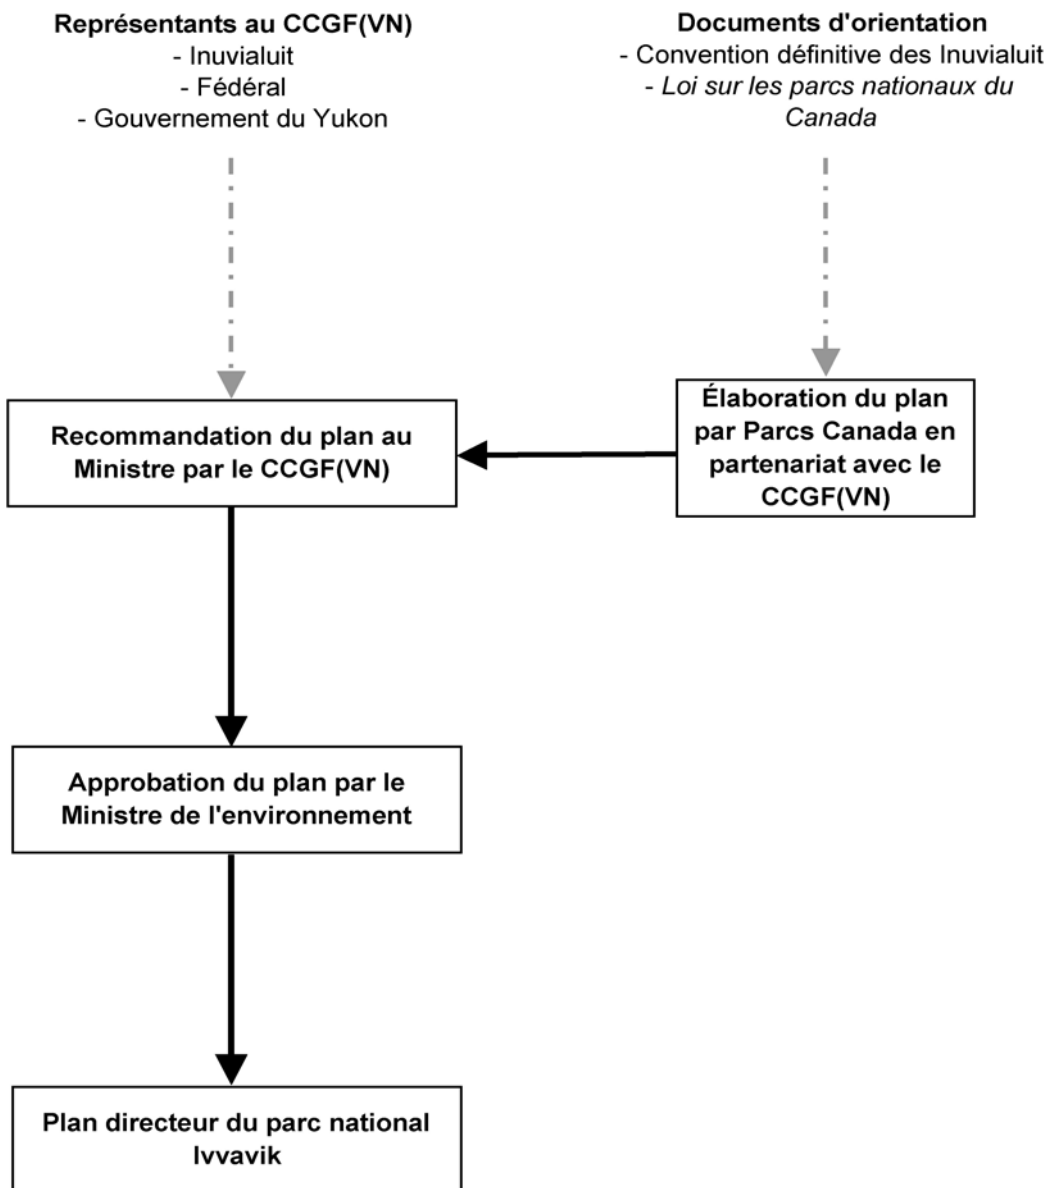 Représentants au CCGF(VN)
- Inuvialuit
- Fédéral
- Gouvernement du Yukon
Documents d'orientation
- Convention définitive des Inuvialuit
- Loi sur les parcs nationaux du
Canada
Recommandation du plan au
Ministre par le CCGF(VN)
Élaboration du plan
par Parcs Canada en
partenariat avec le
CCGF(VN)
Approbation du plan par le
Ministre de l'environnement
Plan directeur du parc national
Ivvavik